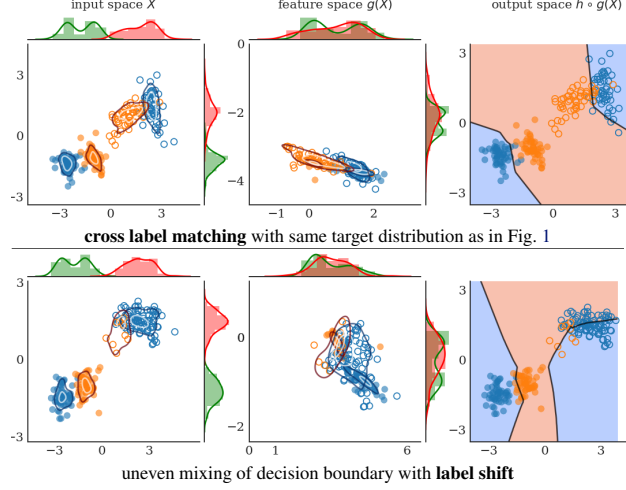 input space X feature space g(X) output space h ∘ g(X)
3
0
-3
-3 0 3
0
−2
−4
−1 0 2
3
0
-3
−3 0 3
cross label matching with same target distribution as in Fig. 1
3
0
-3
-3 0 3
0
−2
0 1 6
3
0
-3
−3 0 3
uneven mixing of decision boundary with label shift